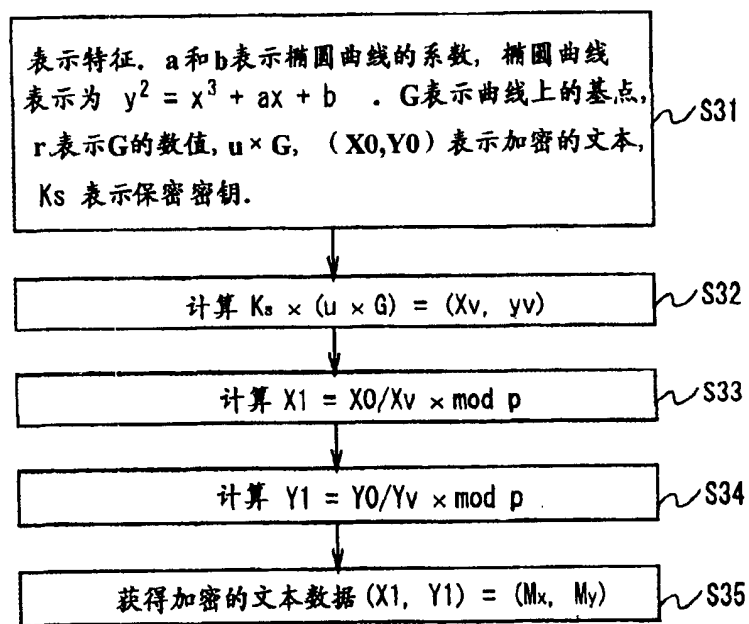 表示特征. a和b表示椭圆曲线的系数, 椭圆曲线
表示为 y² = x³ + ax + b . G表示曲线上的基点,
r表示G的数值, u × G, (X0,Y0) 表示加密的文本,
Ks 表示保密密钥.
S31
计算 Ks × (u × G) = (Xv, yv)
S32
计算 X1 = X0/Xv × mod p
S33
计算 Y1 = Y0/Yv × mod p
S34
获得加密的文本数据 (X1, Y1) = (Mx, My)
S35